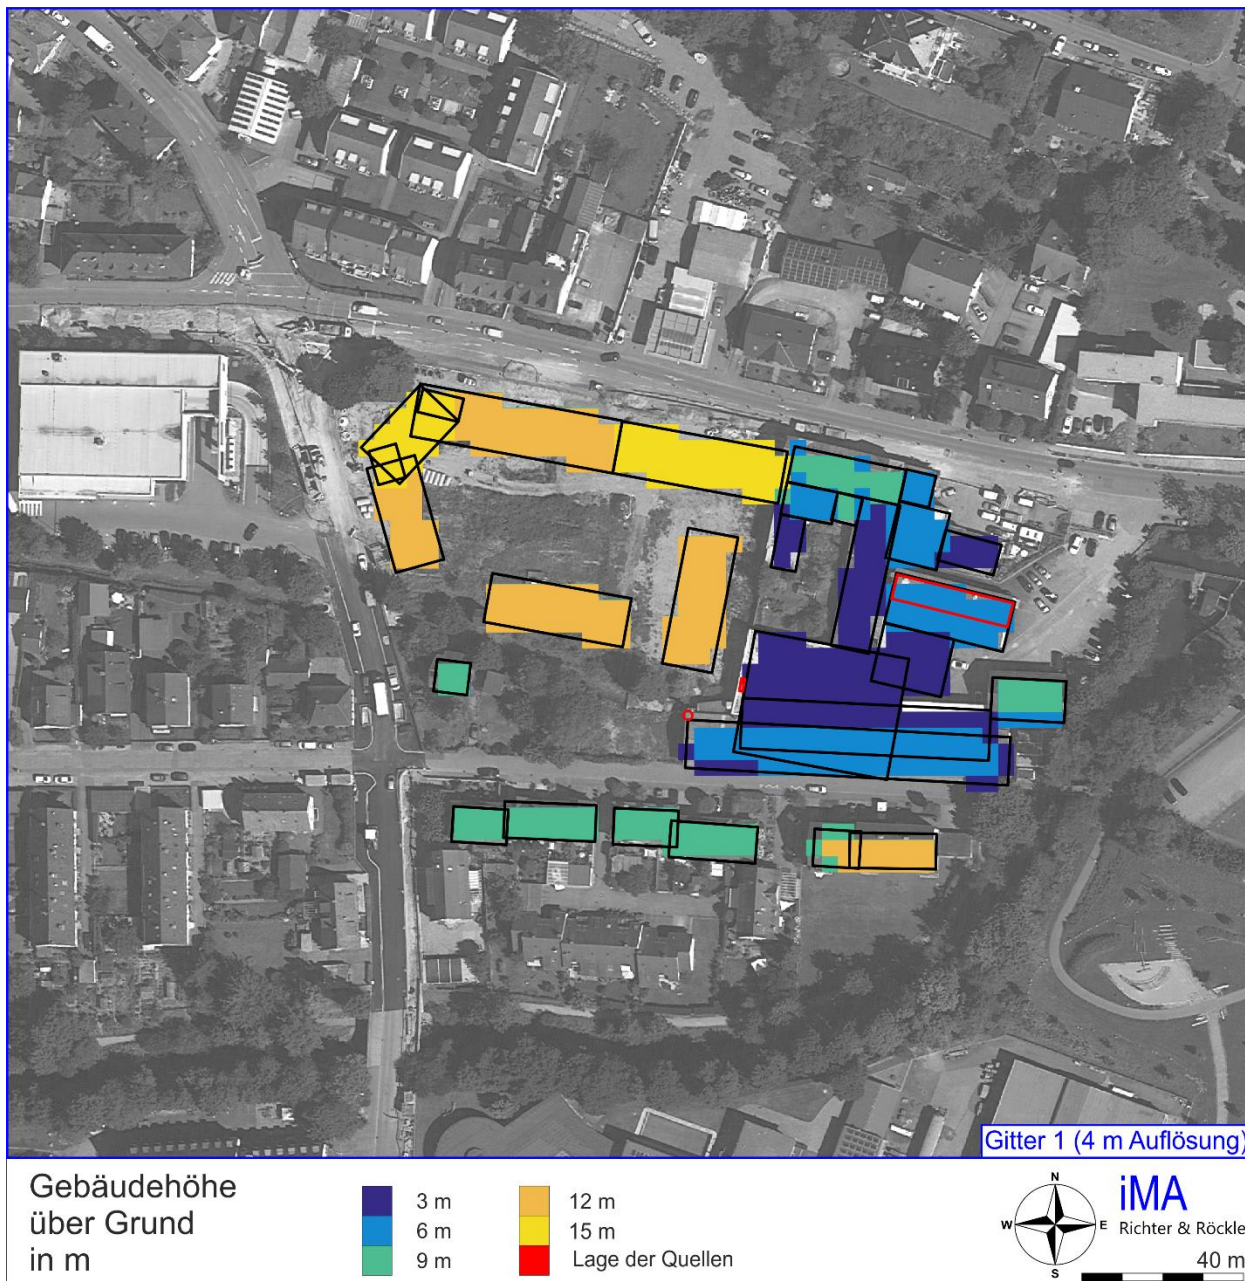 Gitter 1 (4 m Auflösung)
Gebäudehöhe
über Grund
in m
3 m
6 m
9 m
12 m
15 m
Lage der Quellen
N
W
E
S
iMA
Richter & Röckle
40 m